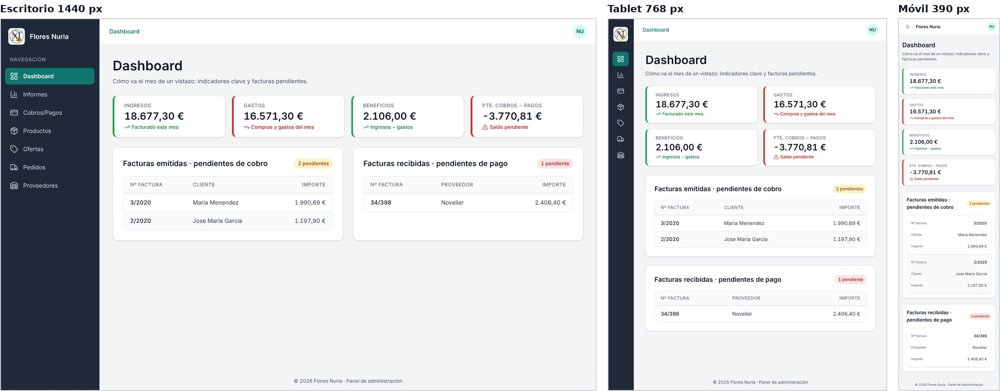 Escritorio 1440 px
Flores Nuria
NAVEGACIÓN
Dashboard
Informes
Cobros/Pagos
Productos
Ofertas
Pedidos
Proveedores
Dashboard
NU
Dashboard
Cómo va el mes de un vistazo: indicadores clave y facturas pendientes.
INGRESOS
18.677,30 €
Facturado este mes
GASTOS
16.571,30 €
Compras y gastos del mes
BENEFICIOS
2.106,00 €
Ingresos – gastos
PTE. COBROS – PAGOS
-3.770,81 €
Saldo pendiente
Facturas emitidas · pendientes de cobro
2 pendientes
Nº FACTURA CLIENTE IMPORTE
3/2020 Maria Menendez 1.990,69 €
2/2020 Jose Maria Garcia 1.197,90 €
Facturas recibidas · pendientes de pago
1 pendiente
Nº FACTURA PROVEEDOR IMPORTE
34/398 Novelier 2.406,40 €
© 2026 Flores Nuria · Panel de administración
Tablet 768 px
Dashboard
NU
Dashboard
Cómo va el mes de un vistazo: indicadores clave y facturas pendientes.
INGRESOS
18.677,30 €
Facturado este mes
GASTOS
16.571,30 €
Compras y gastos del mes
BENEFICIOS
2.106,00 €
Ingresos – gastos
PTE. COBROS – PAGOS
-3.770,81 €
Saldo pendiente
Facturas emitidas · pendientes de cobro
2 pendientes
Nº FACTURA CLIENTE IMPORTE
3/2020 Maria Menendez 1.990,69 €
2/2020 Jose Maria Garcia 1.197,90 €
Facturas recibidas · pendientes de pago
1 pendiente
Nº FACTURA PROVEEDOR IMPORTE
34/398 Novelier 2.406,40 €
© 2026 Flores Nuria · Panel de administración
Móvil 390 px
Flores Nuria
NU
Dashboard
Cómo va el mes de un vistazo: indicadores clave y
facturas pendientes.
INGRESOS
18.677,30 €
Facturado este mes
GASTOS
16.571,30 €
Compras y gastos del mes
BENEFICIOS
2.106,00 €
Ingresos – gastos
PTE. COBROS – PAGOS
-3.770,81 €
Saldo pendiente
Facturas emitidas ·
pendientes de cobro
2 pendientes
Nº factura 3/2020
Cliente Maria Menendez
Importe 1.990,69 €
Nº factura 2/2020
Cliente Jose Maria Garcia
Importe 1.197,90 €
Facturas recibidas ·
pendientes de pago
1 pendiente
Nº factura 34/398
Proveedor Novelier
Importe 2.406,40 €
© 2026 Flores Nuria · Panel de administración